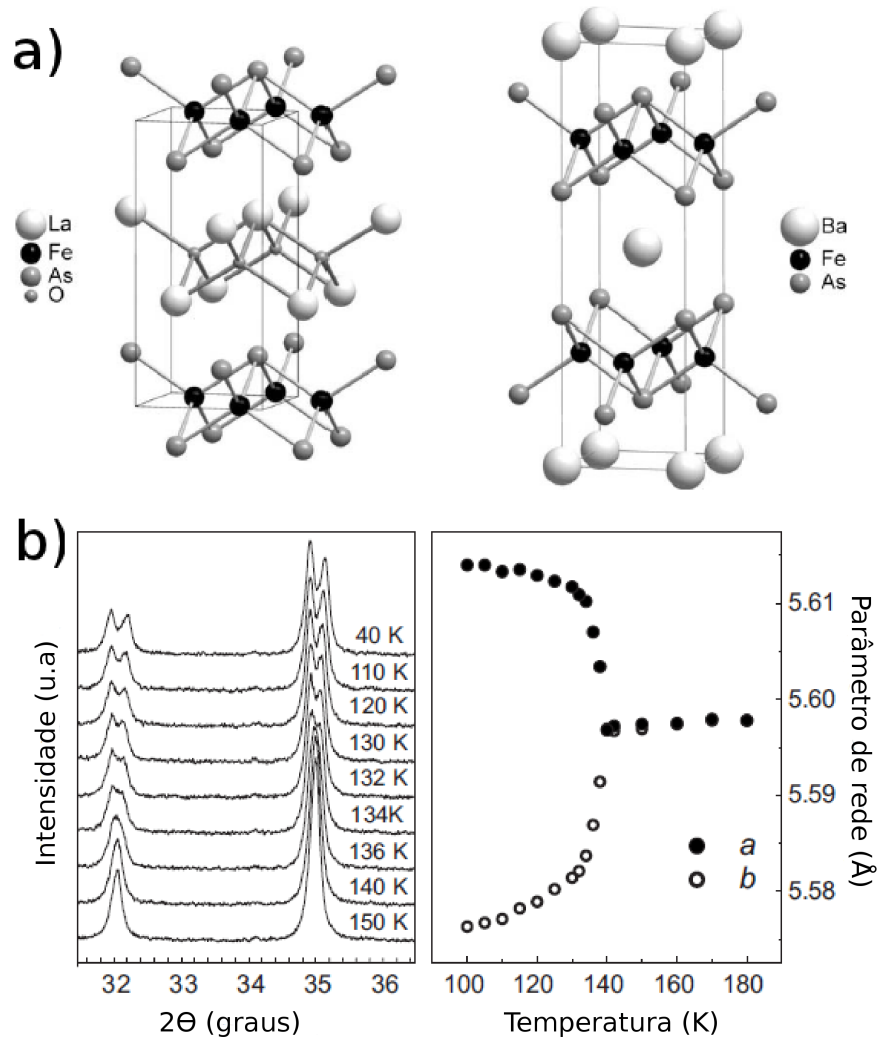 a)
La
Fe
As
O
Ba
Fe
As
b)
Intensidade (u.a)
40 K
110 K
120 K
130 K
132 K
134K
136 K
140 K
150 K
32 33 34 35 36
2Θ (graus)
5.61
5.60
5.59
5.58
a
b
100 120 140 160 180
Temperatura (K)
Parâmetro de rede (Å)